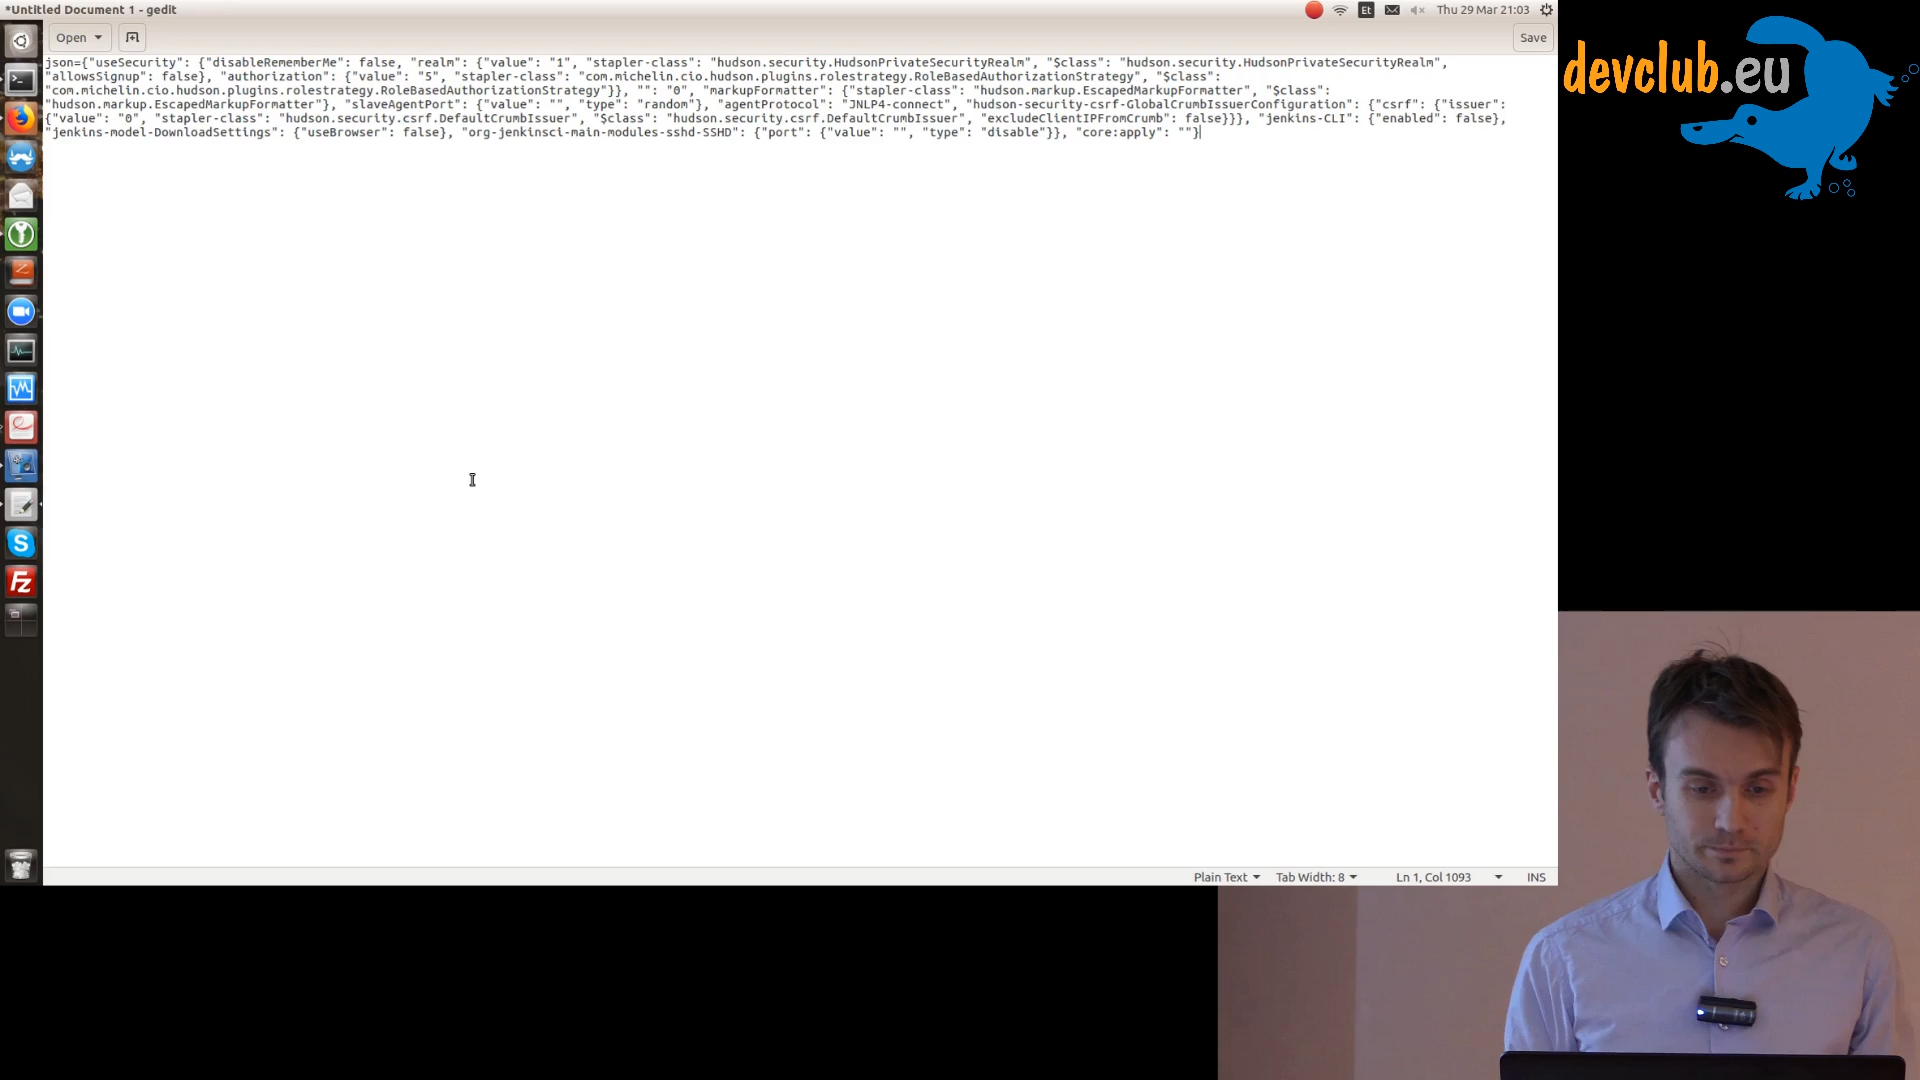 *Untitled Document 1 - gedit
Et
Thu 29 Mar 21:03
Open
Save
json={"useSecurity": {"disableRememberMe": false, "realm": {"value": "1", "stapler-class": "hudson.security.HudsonPrivateSecurityRealm", "$class": "hudson.security.HudsonPrivateSecurityRealm",
"allowsSignup": false}, "authorization": {"value": "5", "stapler-class": "com.michelin.cio.hudson.plugins.rolestrategy.RoleBasedAuthorizationStrategy", "$class":
"com.michelin.cio.hudson.plugins.rolestrategy.RoleBasedAuthorizationStrategy"}}, "": "0", "markupFormatter": {"stapler-class": "hudson.markup.EscapedMarkupFormatter", "$class":
"hudson.markup.EscapedMarkupFormatter"}, "slaveAgentPort": {"value": "", "type": "random"}, "agentProtocol": "JNLP4-connect", "hudson-security-csrf-GlobalCrumbIssuerConfiguration": {"csrf": {"issuer":
{"value": "0", "stapler-class": "hudson.security.csrf.DefaultCrumbIssuer", "$class": "hudson.security.csrf.DefaultCrumbIssuer", "excludeClientIPFromCrumb": false}}}, "jenkins-CLI": {"enabled": false},
"jenkins-model-DownloadSettings": {"useBrowser": false}, "org-jenkinsci-main-modules-sshd-SSHD": {"port": {"value": "", "type": "disable"}}, "core:apply": ""}
Plain Text
Tab Width: 8
Ln 1, Col 1093
INS
devclub.eu